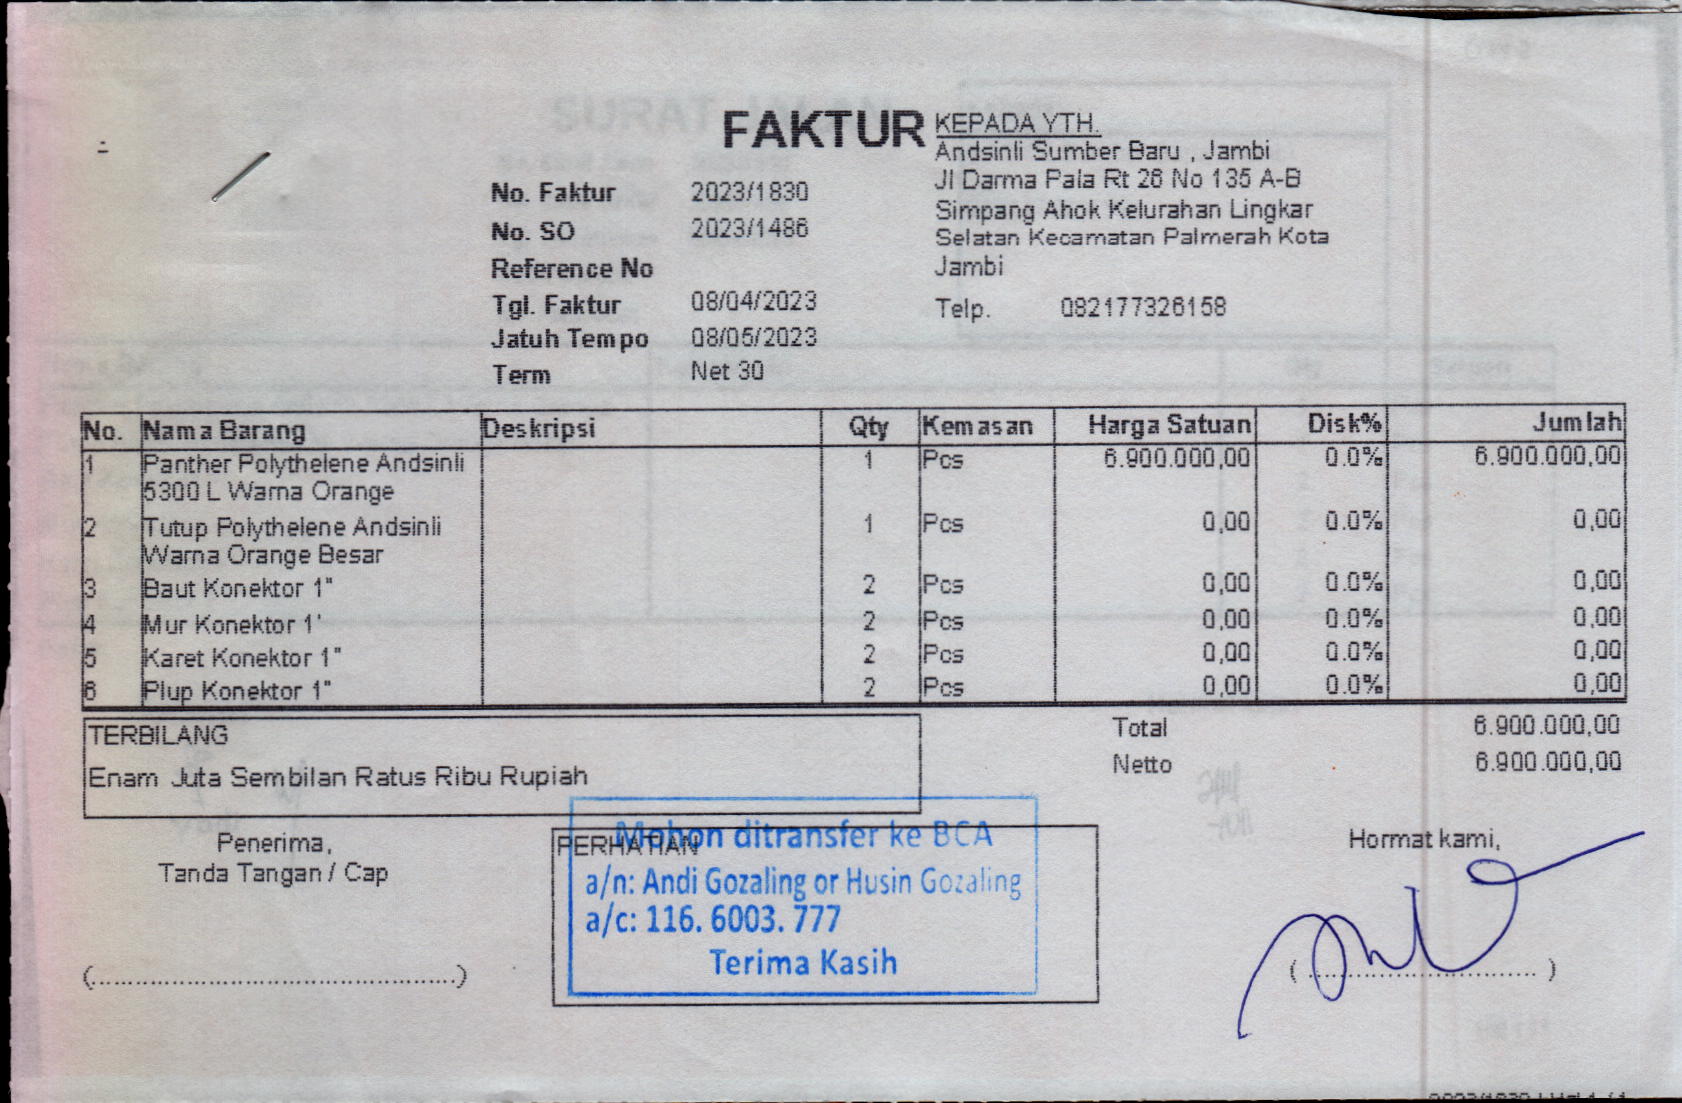 FAKTUR
KEPADA YTH.
Andsinli Sumber Baru , Jambi
Jl Darma Pala Rt 26 No 135 A-B
Simpang Ahok Kelurahan Lingkar
Selatan Kecamatan Palmerah Kota
Jambi
Telp. 082177326158
No. Faktur 2023/1830
No. SO 2023/1486
Reference No
Tgl. Faktur 08/04/2023
Jatuh Tempo 08/05/2023
Term Net 30
No. Nama Barang Deskripsi Qty Kemasan Harga Satuan Disk% Jumlah
1 Panther Polythelene Andsinli 1 Pcs 6.900.000,00 0.0% 6.900.000,00
5300 L Warna Orange
2 Tutup Polythelene Andsinli 1 Pcs 0,00 0.0% 0,00
Warna Orange Besar
3 Baut Konektor 1" 2 Pcs 0,00 0.0% 0,00
4 Mur Konektor 1' 2 Pcs 0,00 0.0% 0,00
5 Karet Konektor 1" 2 Pcs 0,00 0.0% 0,00
6 Plup Konektor 1" 2 Pcs 0,00 0.0% 0,00
TERBILANG
Enam Juta Sembilan Ratus Ribu Rupiah
Total 6.900.000,00
Netto 6.900.000,00
Penerima,
Tanda Tangan / Cap
(..................................................)
PERHATIAN
Mohon ditransfer ke BCA
a/n: Andi Gozaling or Husin Gozaling
a/c: 116. 6003. 777
Terima Kasih
Hormat kami,
( .................................. )